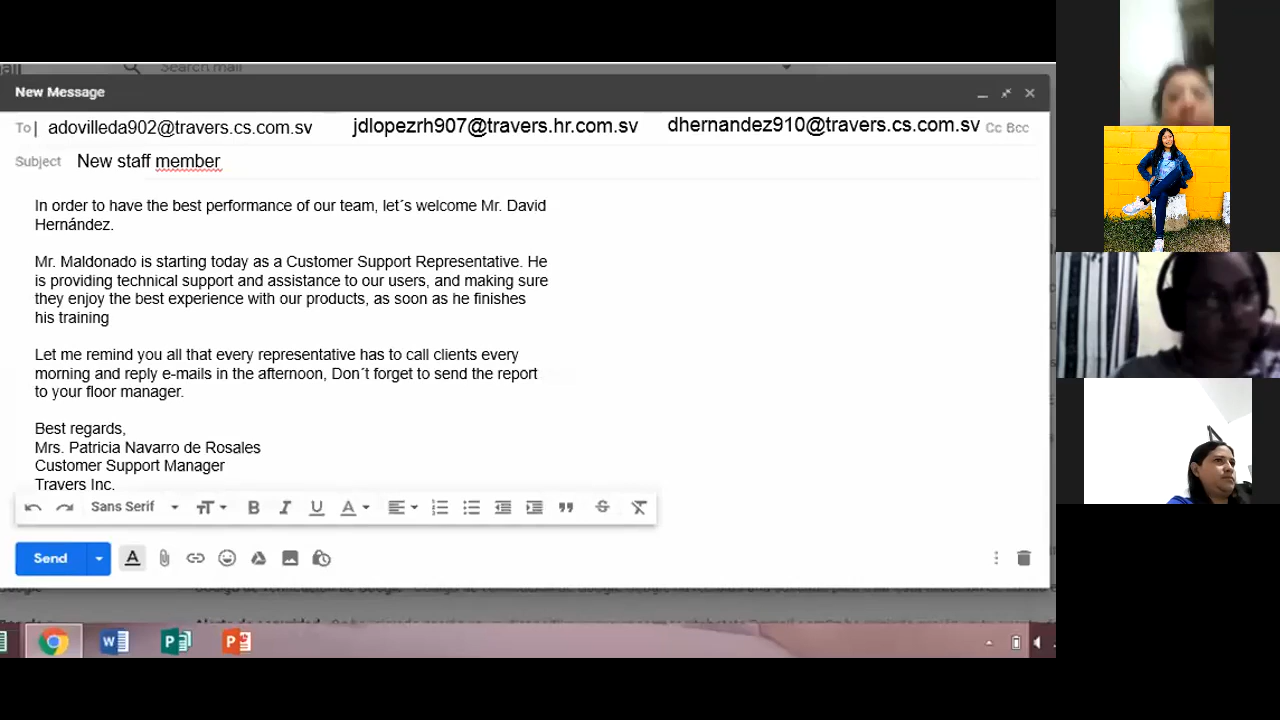 Search mail
New Message
To adovilleda902@travers.cs.com.sv jdlopezrh907@travers.hr.com.sv dhernandez910@travers.cs.com.sv Cc Bcc
Subject New staff member
In order to have the best performance of our team, let´s welcome Mr. David
Hernández.
Mr. Maldonado is starting today as a Customer Support Representative. He
is providing technical support and assistance to our users, and making sure
they enjoy the best experience with our products, as soon as he finishes
his training
Let me remind you all that every representative has to call clients every
morning and reply e-mails in the afternoon, Don´t forget to send the report
to your floor manager.
Best regards,
Mrs. Patricia Navarro de Rosales
Customer Support Manager
Travers Inc.
Sans Serif
Send